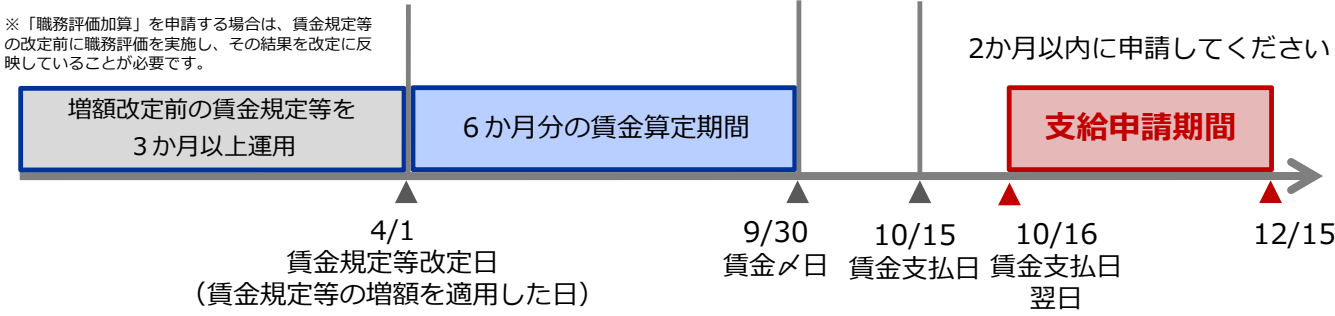 ※「職務評価加算」を申請する場合は、賃金規定等
の改定前に職務評価を実施し、その結果を改定に反
映していることが必要です。
2か月以内に申請してください
増額改定前の賃金規定等を
3か月以上運用
6か月分の賃金算定期間
支給申請期間
4/1
賃金規定等改定日
（賃金規定等の増額を適用した日）
9/30
賃金〆日
10/15
賃金支払日
10/16
賃金支払日
翌日
12/15